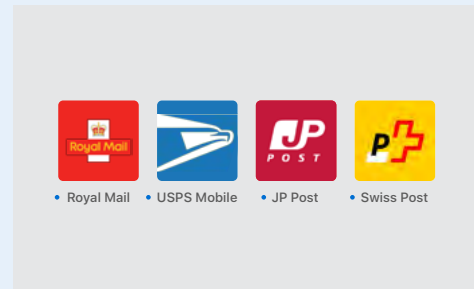 Royal Mail
JP
POST
P
Royal Mail
USPS Mobile
JP Post
Swiss Post